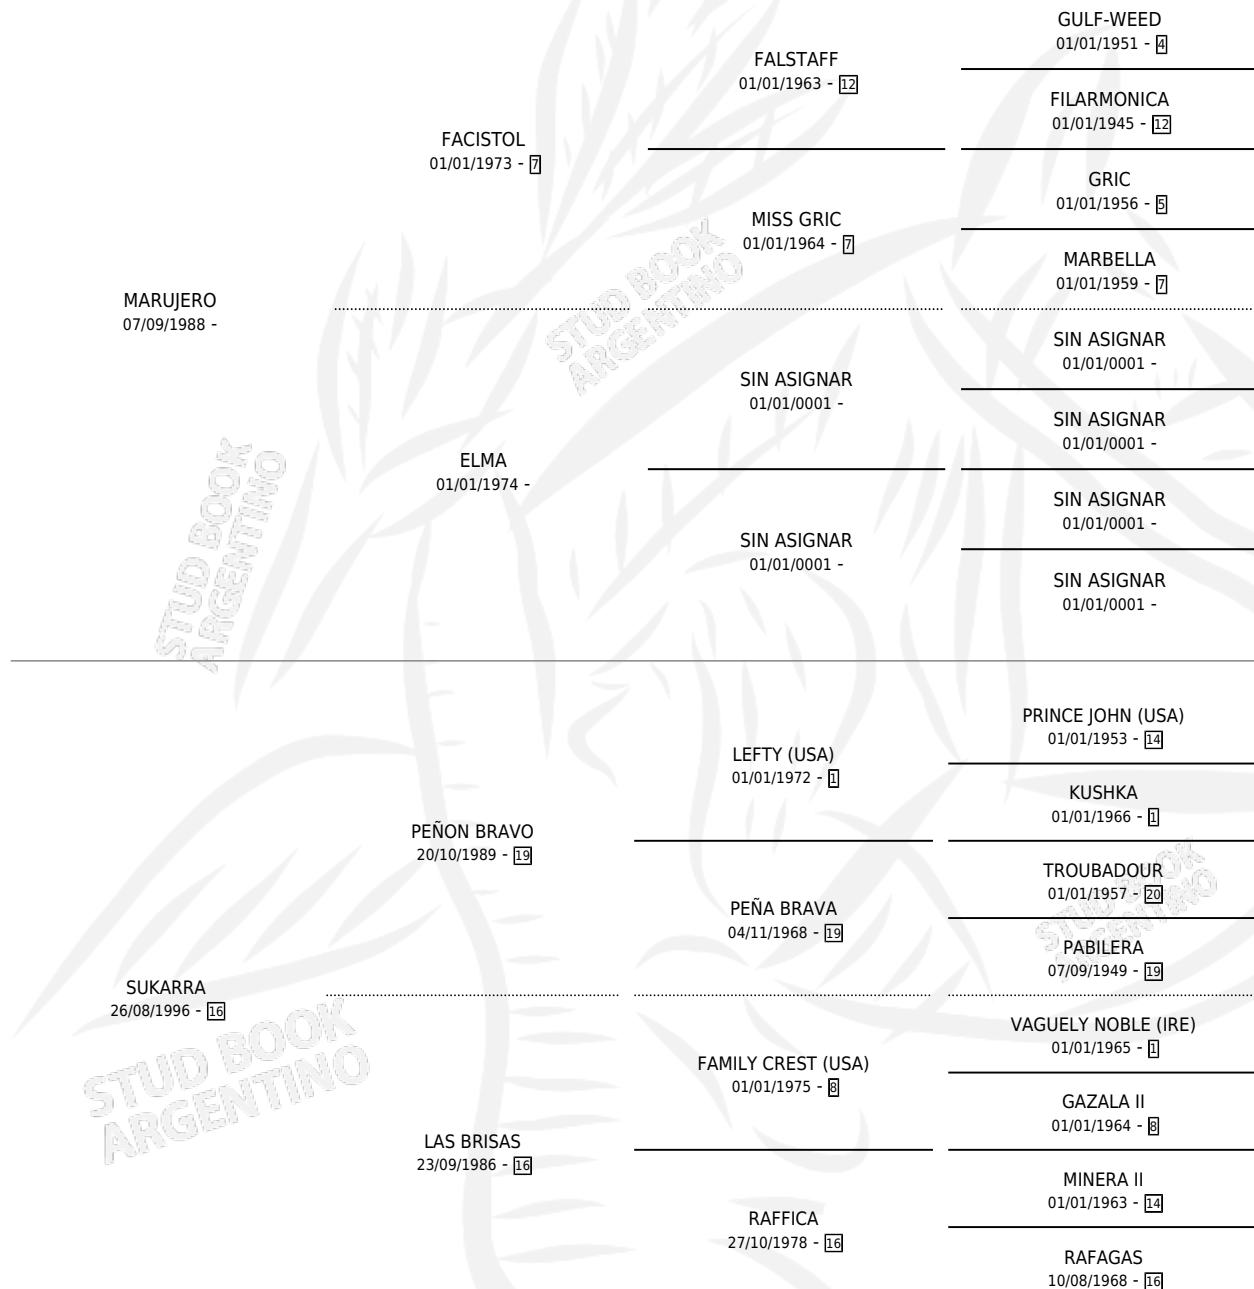 GULF-WEED
01/01/1951 - 4
FALSTAFF
01/01/1963 - 12
FILARMONICA
01/01/1945 - 12
FACISTOL
01/01/1973 - 7
GRIC
01/01/1956 - 5
MISS GRIC
01/01/1964 - 7
MARBELLA
01/01/1959 - 7
MARUJERO
07/09/1988 -
SIN ASIGNAR
01/01/0001 -
SIN ASIGNAR
01/01/0001 -
SIN ASIGNAR
01/01/0001 -
ELMA
01/01/1974 -
SIN ASIGNAR
01/01/0001 -
SIN ASIGNAR
01/01/0001 -
SIN ASIGNAR
01/01/0001 -
STUD BOOK
ARGENTINO
STUD BOOK
ARGENTINO
PRINCE JOHN (USA)
01/01/1953 - 14
LEFTY (USA)
01/01/1972 - 1
KUSHKA
01/01/1966 - 1
PEÑON BRAVO
20/10/1989 - 19
TROUBADOUR
01/01/1957 - 20
PEÑA BRAVA
04/11/1968 - 19
PABILERA
07/09/1949 - 19
STUD BOOK
ARGENTINO
SUKARRA
26/08/1996 - 16
VAGUELY NOBLE (IRE)
01/01/1965 - 1
FAMILY CREST (USA)
01/01/1975 - 8
GAZALA II
01/01/1964 - 8
STUD BOOK
ARGENTINO
LAS BRISAS
23/09/1986 - 16
MINERA II
01/01/1963 - 14
RAFFICA
27/10/1978 - 16
RAFAGAS
10/08/1968 - 16